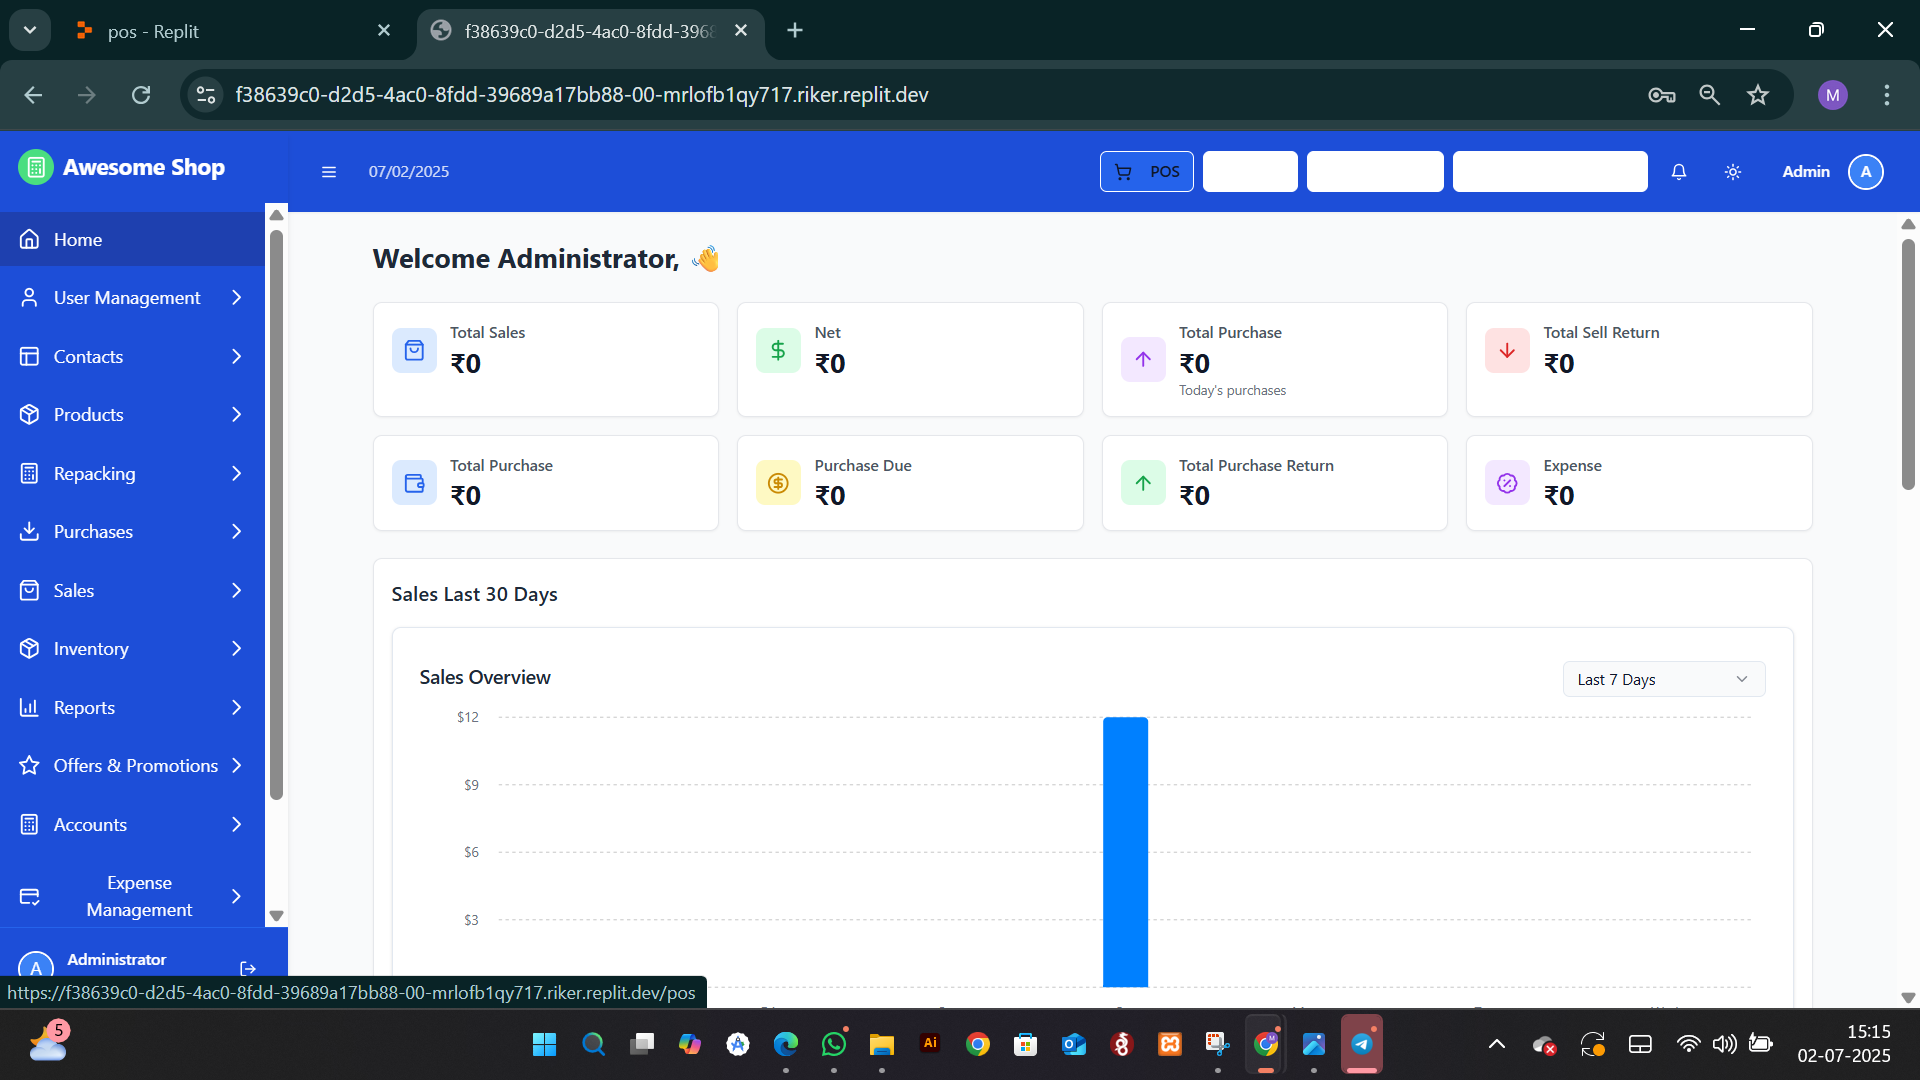 pos - Replit
f38639c0-d2d5-4ac0-8fdd-3968
f38639c0-d2d5-4ac0-8fdd-39689a17bb88-00-mrlofb1qy717.riker.replit.dev
M
Awesome Shop
07/02/2025
POS
Admin
A
Home
User Management
Contacts
Products
Repacking
Purchases
Sales
Inventory
Reports
Offers & Promotions
Accounts
Expense
Management
A
Administrator
Welcome Administrator, 👋
Total Sales
₹0
Net
₹0
Total Purchase
₹0
Today's purchases
Total Sell Return
₹0
Total Purchase
₹0
Purchase Due
₹0
Total Purchase Return
₹0
Expense
₹0
Sales Last 30 Days
Sales Overview
Last 7 Days
$12
$9
$6
$3
https://f38639c0-d2d5-4ac0-8fdd-39689a17bb88-00-mrlofb1qy717.riker.replit.dev/pos
5
Ai
15:15
02-07-2025